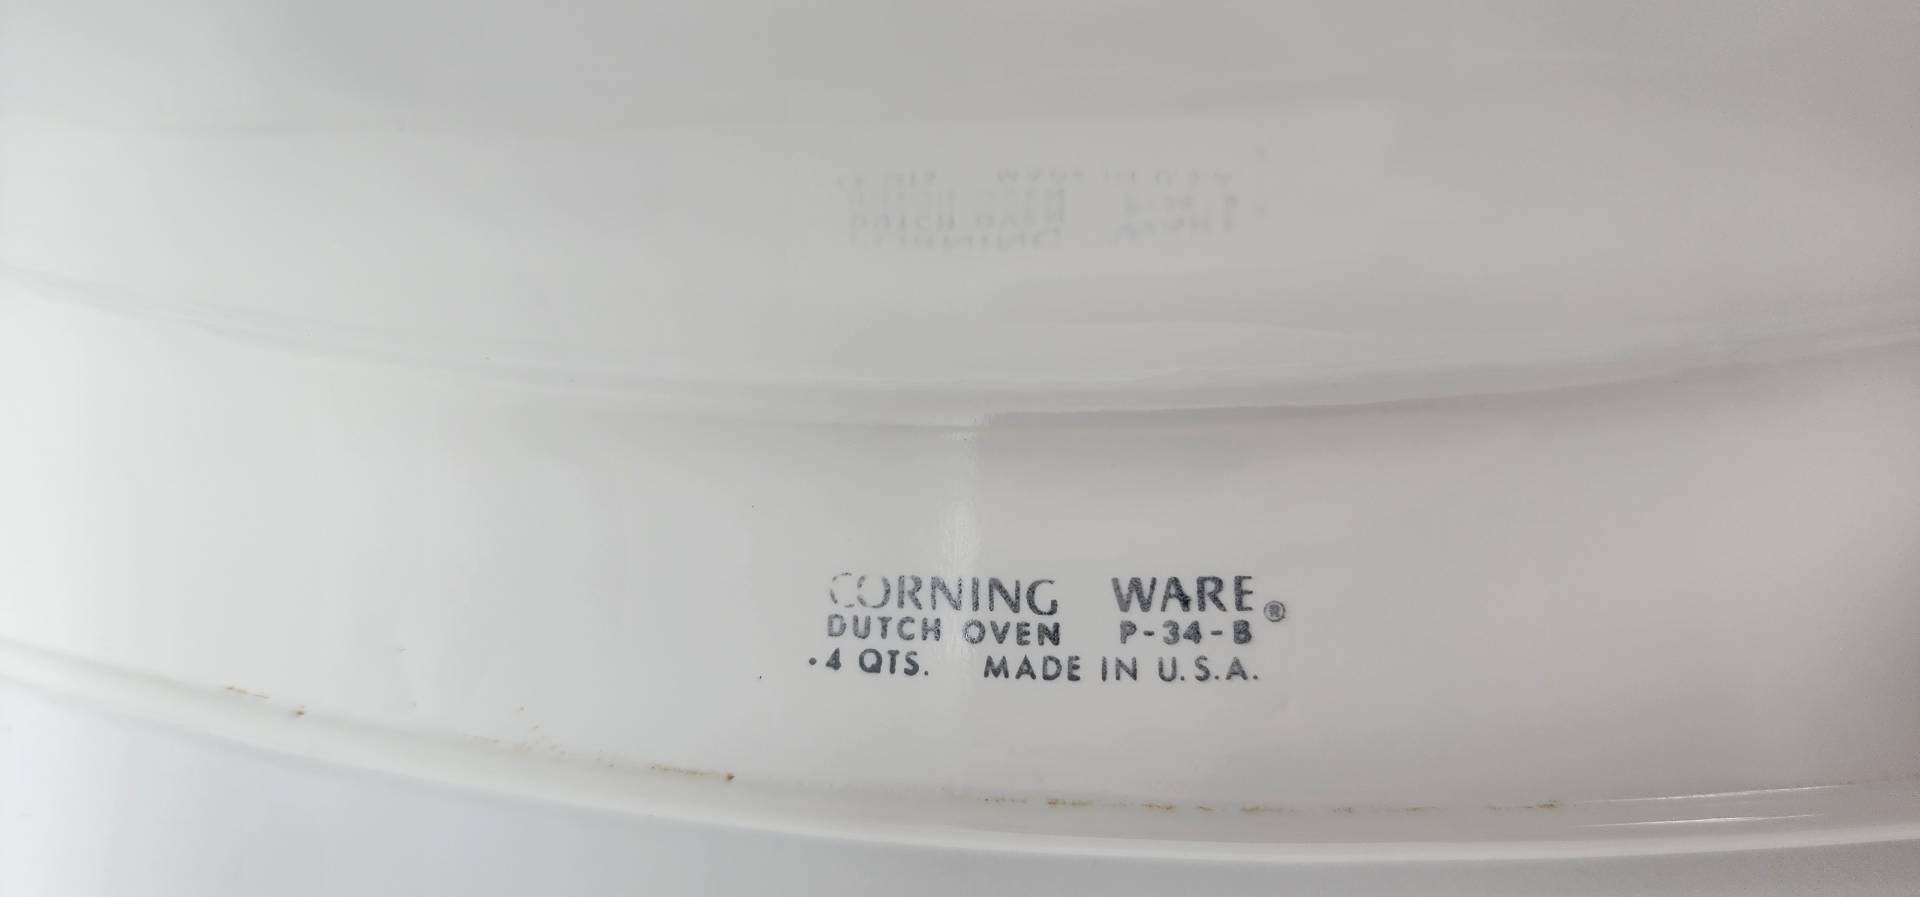 CORNING WARE®
DUTCH OVEN P-34-B
.4 QTS. MADE IN U.S.A.